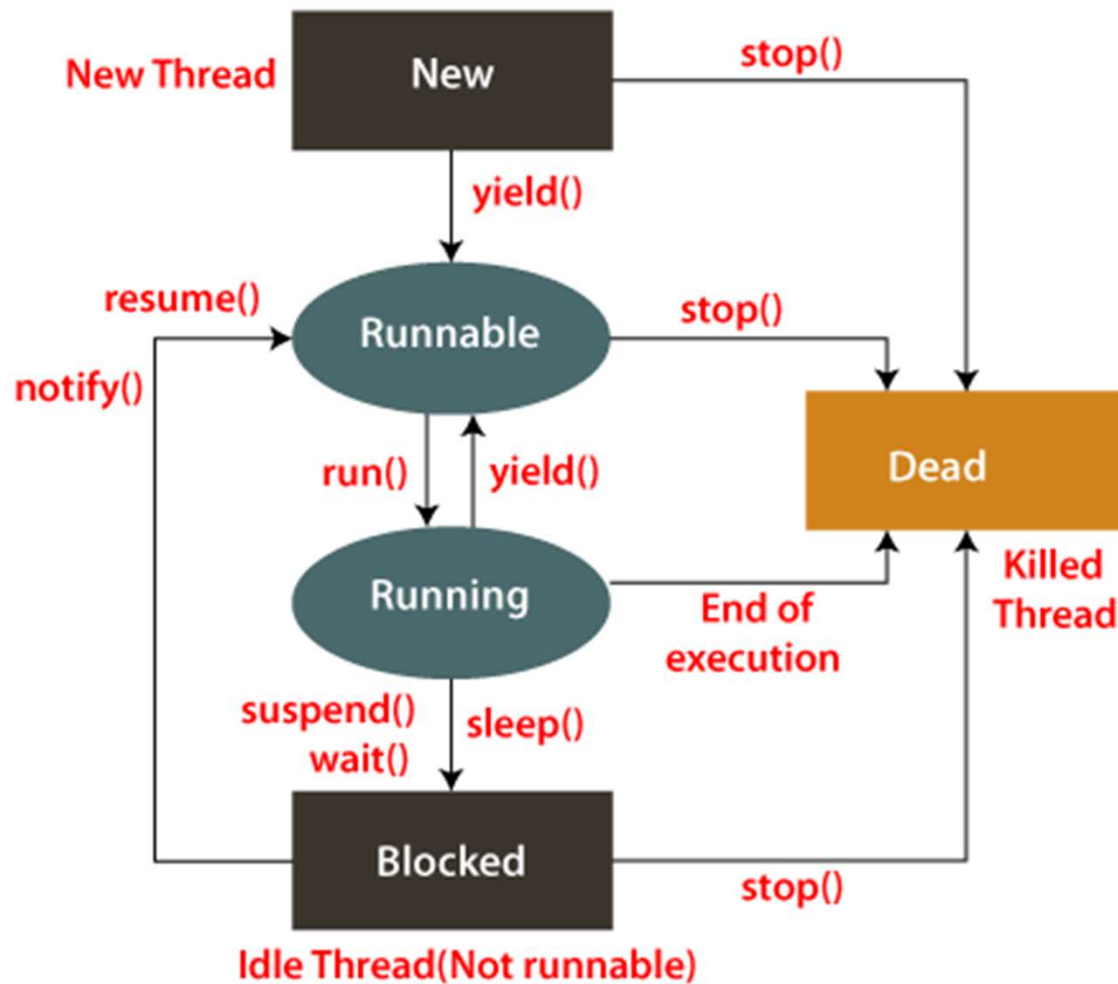 New Thread
New
stop()
yield()
resume()
Runnable
stop()
notify()
run()
yield()
Dead
Running
End of
execution
Killed
Thread
suspend()
wait()
sleep()
Blocked
stop()
Idle Thread(Not runnable)